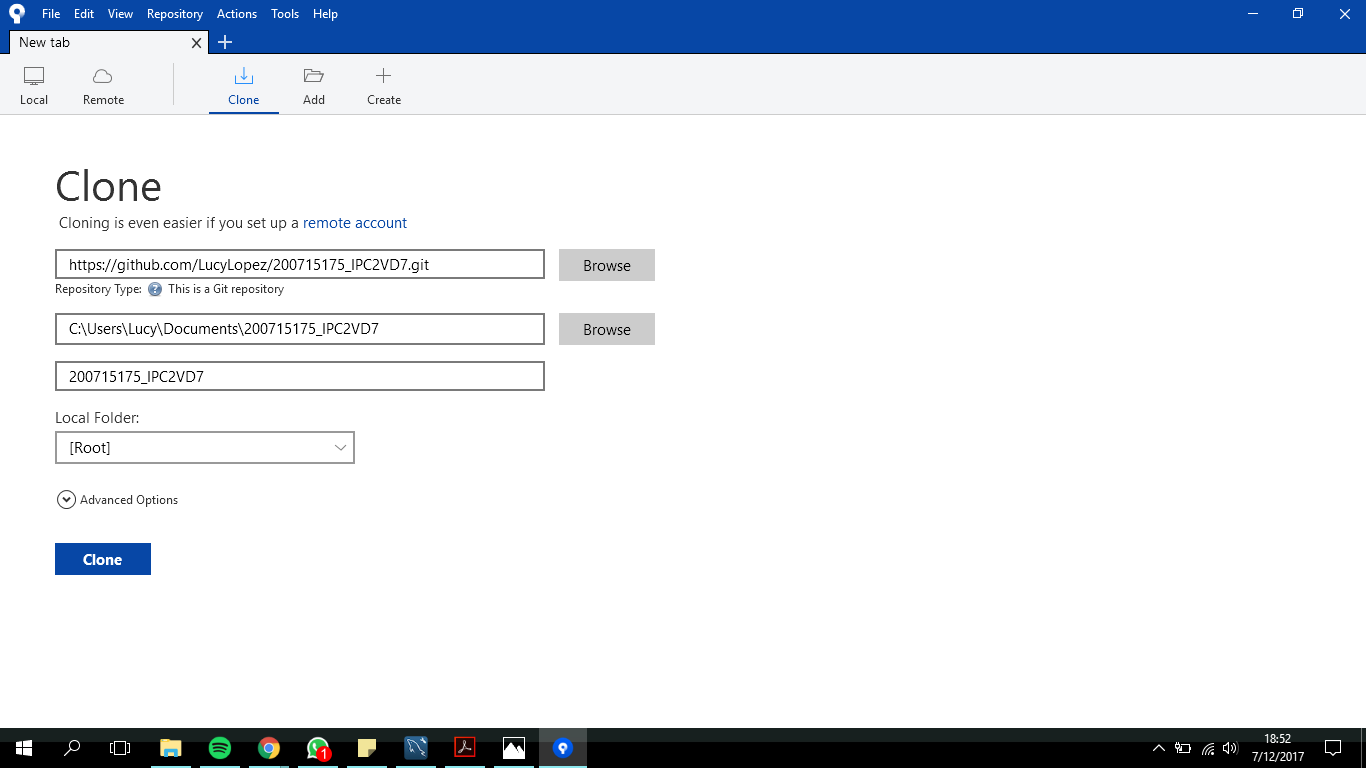 File Edit View Repository Actions Tools Help
New tab
Local Remote Clone Add Create
Clone
Cloning is even easier if you set up a remote account
https://github.com/LucyLopez/200715175_IPC2VD7.git Browse
Repository Type: ? This is a Git repository
C:\Users\Lucy\Documents\200715175_IPC2VD7 Browse
200715175_IPC2VD7
Local Folder:
[Root]
Advanced Options
Clone
1
18:52
7/12/2017